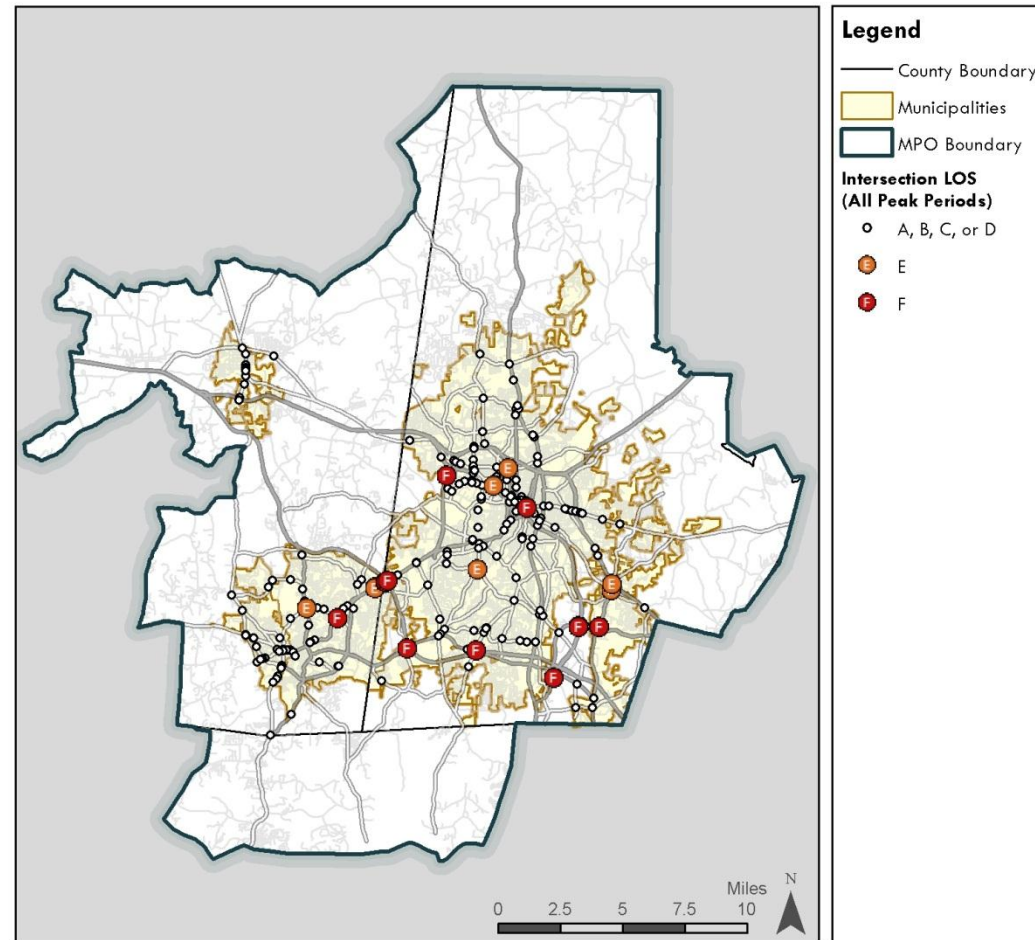 Legend
County Boundary
Municipalities
MPO Boundary
Intersection LOS
(All Peak Periods)
A, B, C, or D
E E
F F
E
F
E
F
E
E
F
E
E
E
F
F
F
F
F
F
Miles
N
0 2.5 5 7.5 10